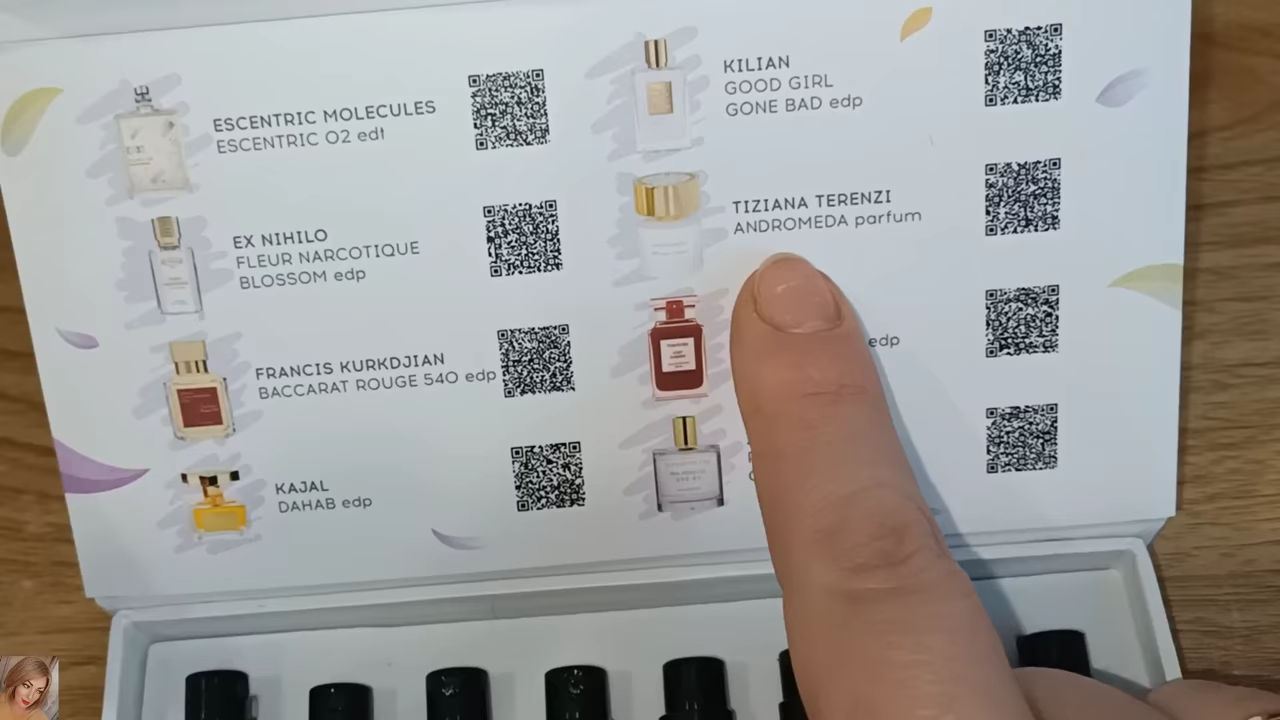 ESCENTRIC MOLECULES
ESCENTRIC 02 edt
EX NIHILO
FLEUR NARCOTIQUE
BLOSSOM edp
FRANCIS KURKDJIAN
BACCARAT ROUGE 540 edp
KAJAL
DAHAB edp
KILIAN
GOOD GIRL
GONE BAD edp
TIZIANA TERENZI
ANDROMEDA parfum
edp